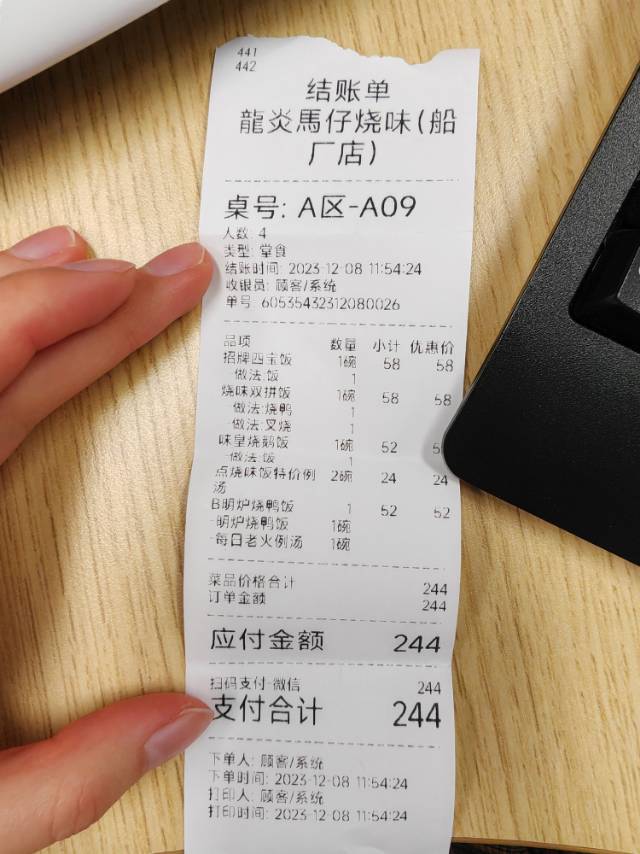 441
442
结账单
龍炎馬仔烧味(船
厂店)
桌号: A区-A09
人数: 4
类型: 堂食
结账时间: 2023-12-08 11:54:24
收银员: 顾客/系统
单号: 60535432312080026
品项 数量 小计 优惠价
招牌四宝饭 1碗 58 58
-做法:饭 1
烧味双拼饭 1碗 58 58
-做法:烧鸭 1
-做法:叉烧 1
味皇烧鹅饭 1碗 52 5
-做法:饭 1
点烧味饭特价例 2碗 24 24
汤
B明炉烧鸭饭 1 52 52
-明炉烧鸭饭 1碗
-每日老火例汤 1碗
菜品价格合计 244
订单金额 244
应付金额 244
扫码支付-微信 244
支付合计 244
下单人: 顾客/系统
下单时间: 2023-12-08 11:54:24
打印人: 顾客/系统
打印时间: 2023-12-08 11:54:24